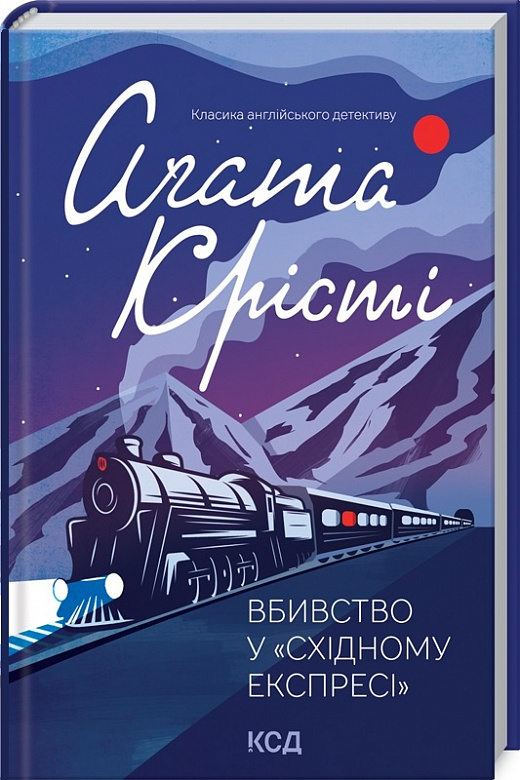 Класика англійського детективу
Агата
Крісті
ВБИВСТВО
У «СХІДНОМУ
ЕКСПРЕСІ»
КСД